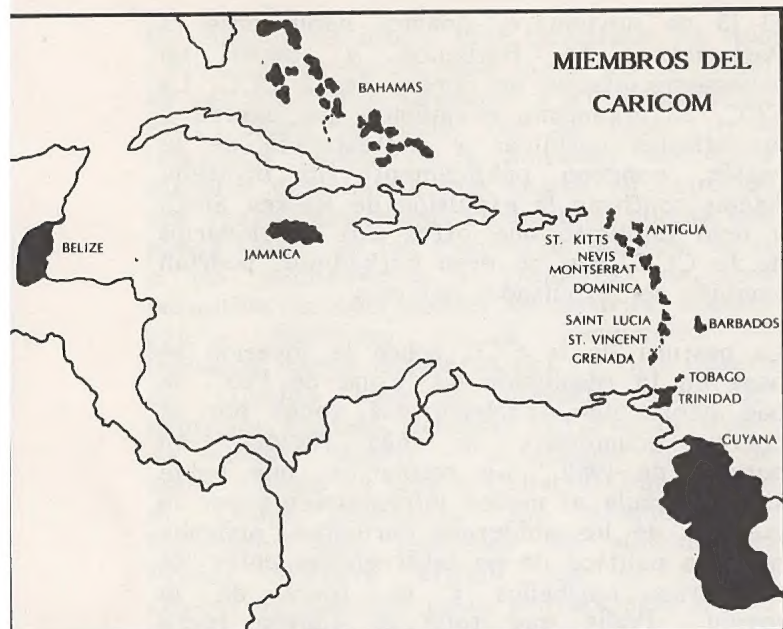 MIEMBROS DEL
CARICOM
BAHAMAS
BELIZE
JAMAICA
ANTIGUA
ST. KITTS
NEVIS
MONTSERRAT
DOMINICA
SAINT LUCIA
BARBADOS
ST. VINCENT
GRENADA
TOBAGO
TRINIDAD
GUYANA